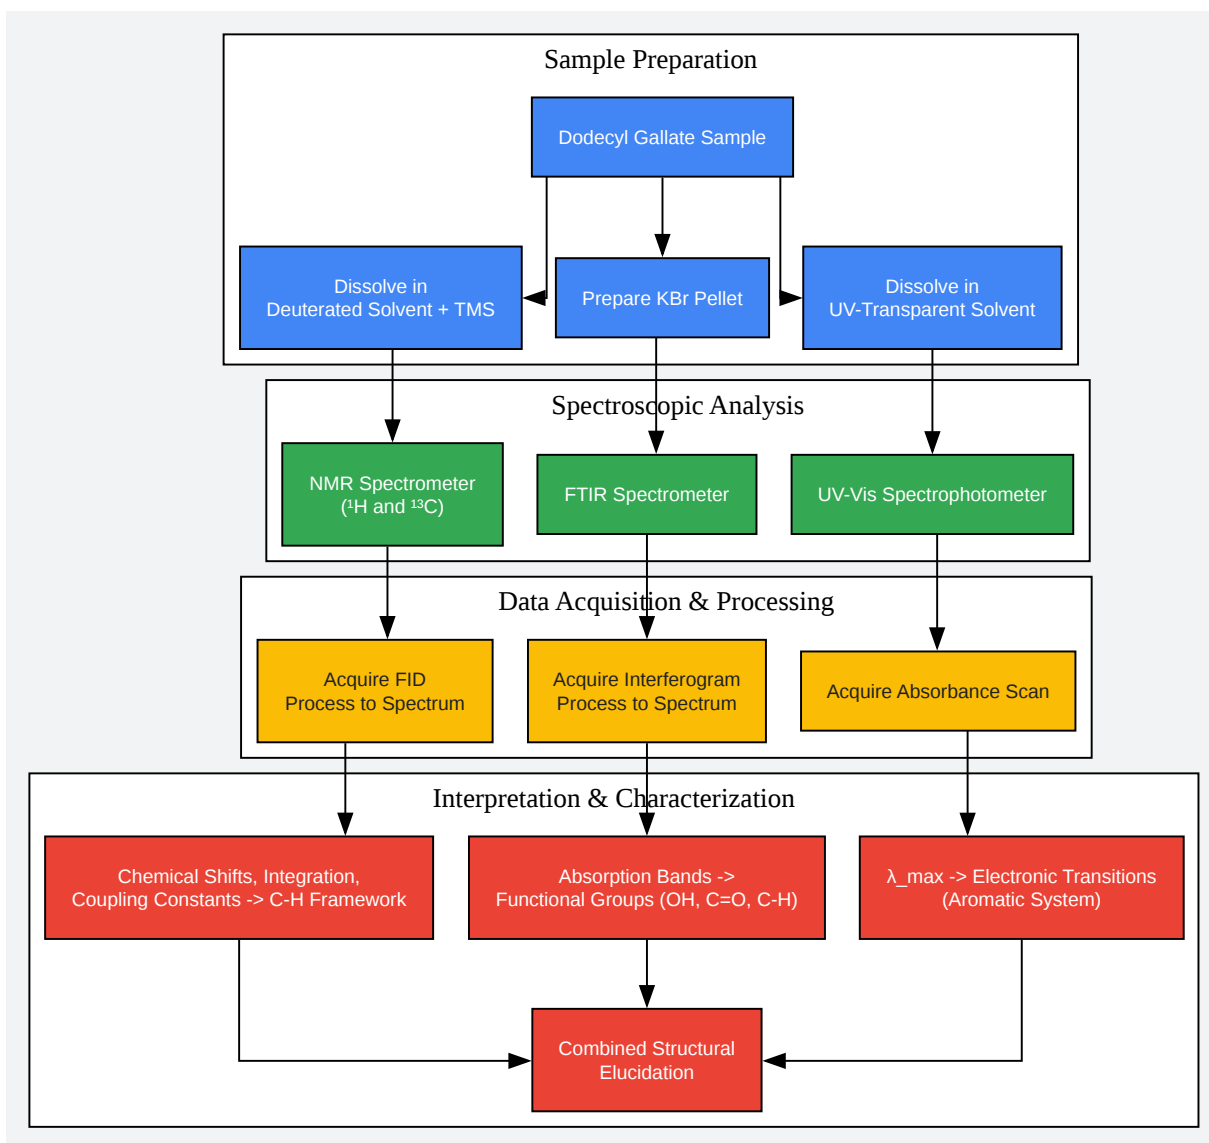 Sample Preparation
Dodecyl Gallate Sample
Dissolve in
Deuterated Solvent + TMS
Prepare KBr Pellet
Dissolve in
UV-Transparent Solvent
Spectroscopic Analysis
NMR Spectrometer
(¹H and ¹³C)
FTIR Spectrometer
UV-Vis Spectrophotometer
Data Acquisition & Processing
Acquire FID
Process to Spectrum
Acquire Interferogram
Process to Spectrum
Acquire Absorbance Scan
Interpretation & Characterization
Chemical Shifts, Integration,
Coupling Constants -> C-H Framework
Absorption Bands ->
Functional Groups (OH, C=O, C-H)
λ_max -> Electronic Transitions
(Aromatic System)
Combined Structural
Elucidation